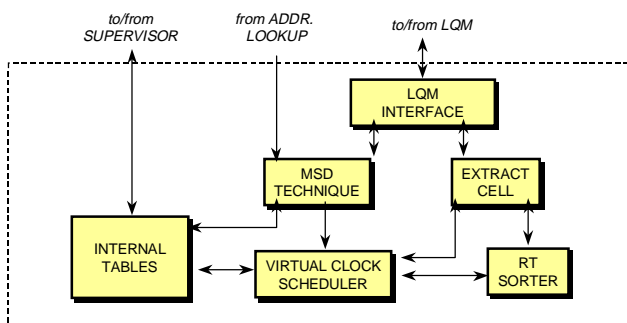 to/from
SUPERVISOR
from ADDR.
LOOKUP
to/from LQM
LQM
INTERFACE
MSD
TECHNIQUE
EXTRACT
CELL
INTERNAL
TABLES
VIRTUAL CLOCK
SCHEDULER
RT
SORTER